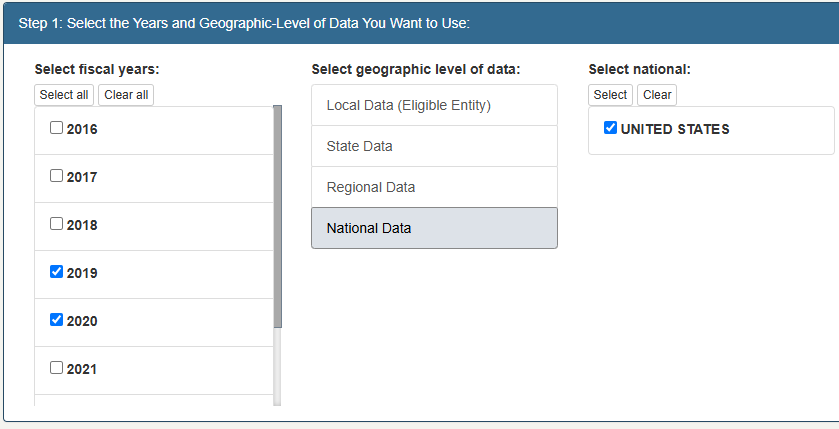 Step 1: Select the Years and Geographic-Level of Data You Want to Use:
Select fiscal years:
Select all Clear all
2016
2017
2018
2019
2020
2021
Select geographic level of data:
Local Data (Eligible Entity)
State Data
Regional Data
National Data
Select national:
Select Clear
UNITED STATES